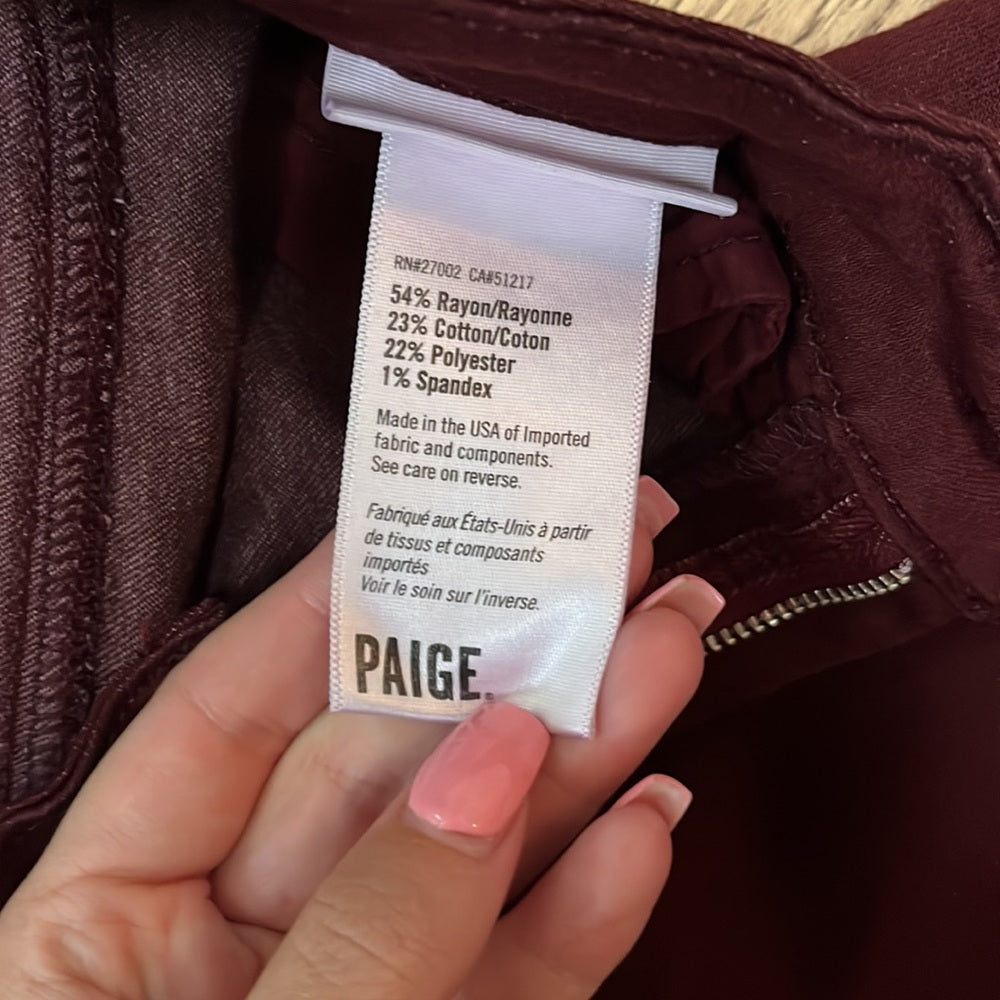 RN#27002 CA#51217
54% Rayon/Rayonne
23% Cotton/Coton
22% Polyester
1% Spandex
Made in the USA of Imported
fabric and components.
See care on reverse.
Fabriqué aux États-Unis à partir
de tissus et composants
importés
Voir le soin sur l'inverse.
PAIGE®